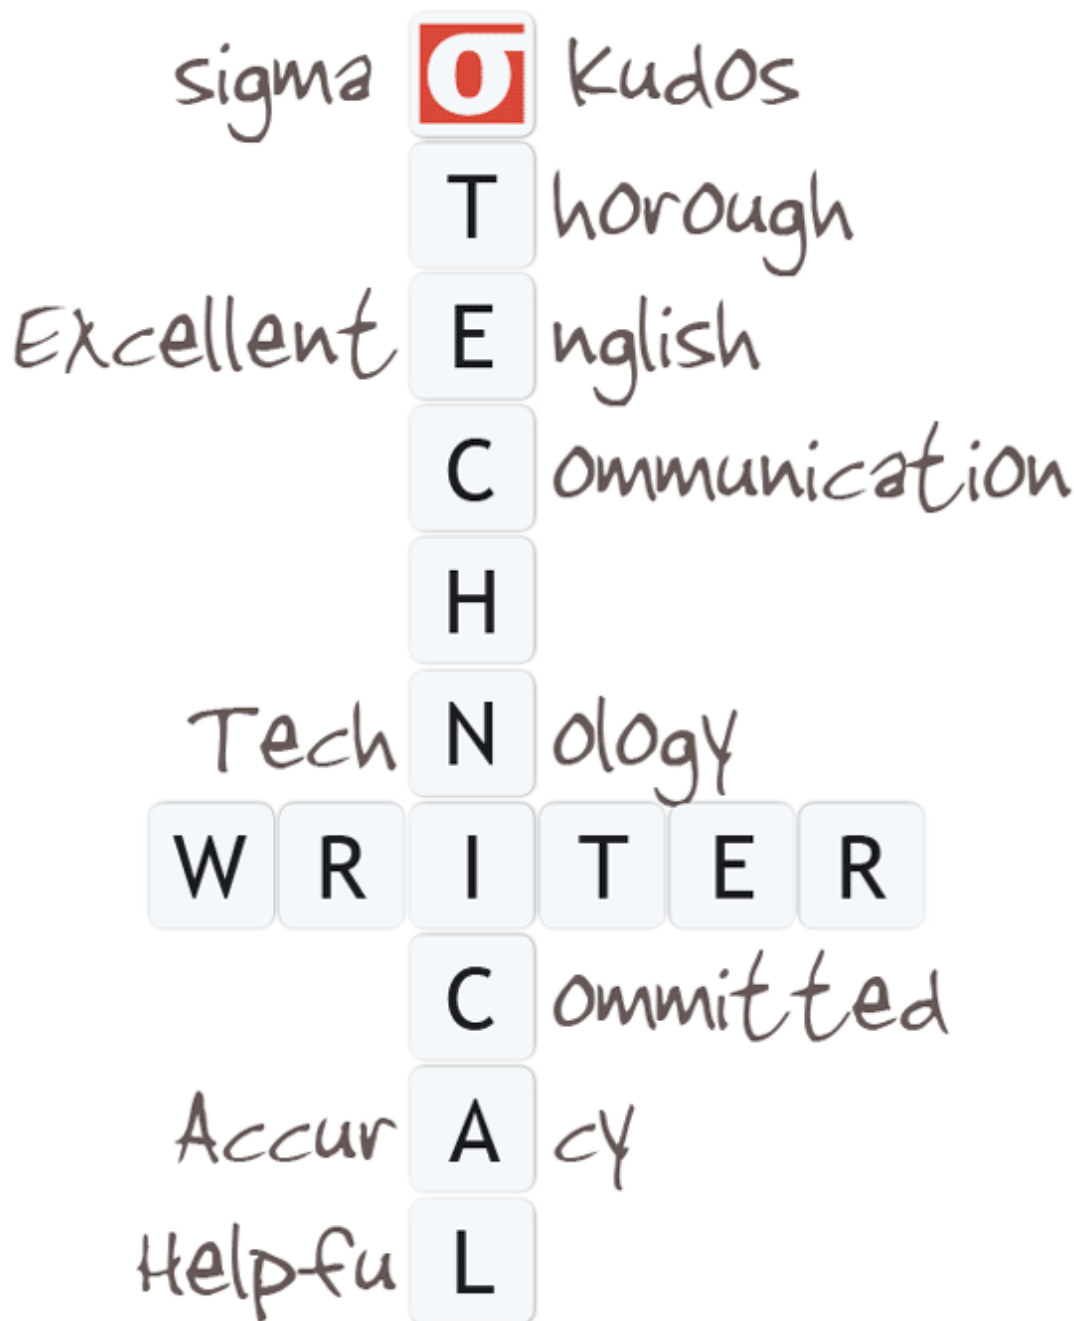 sigma σ Kudos
Thorough
Excellent English
Communication
H
Technology
WRITER
Committed
Accuracy
Helpful